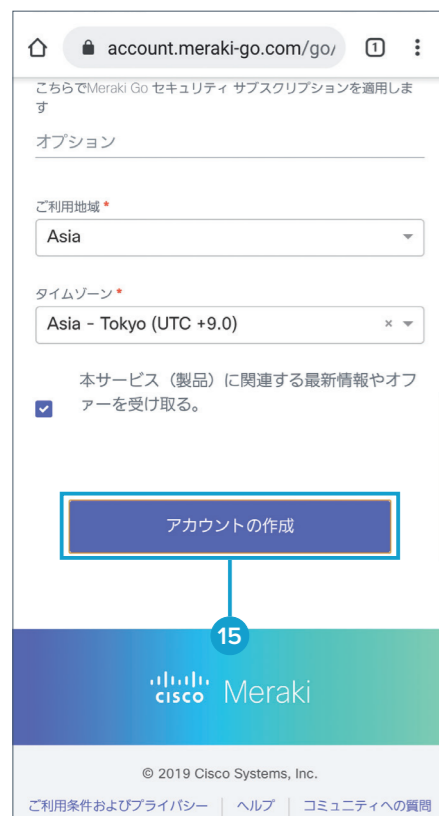 account.meraki-go.com/go/ 1
こちらでMeraki Go セキュリティ サブスクリプションを適用しま
す
オプション
ご利用地域 *
Asia
タイムゾーン *
Asia - Tokyo (UTC +9.0) ×
本サービス（製品）に関連する最新情報やオフ
ァーを受け取る。
アカウントの作成
15
cisco Meraki
© 2019 Cisco Systems, Inc.
ご利用条件およびプライバシー | ヘルプ | コミュニティへの質問